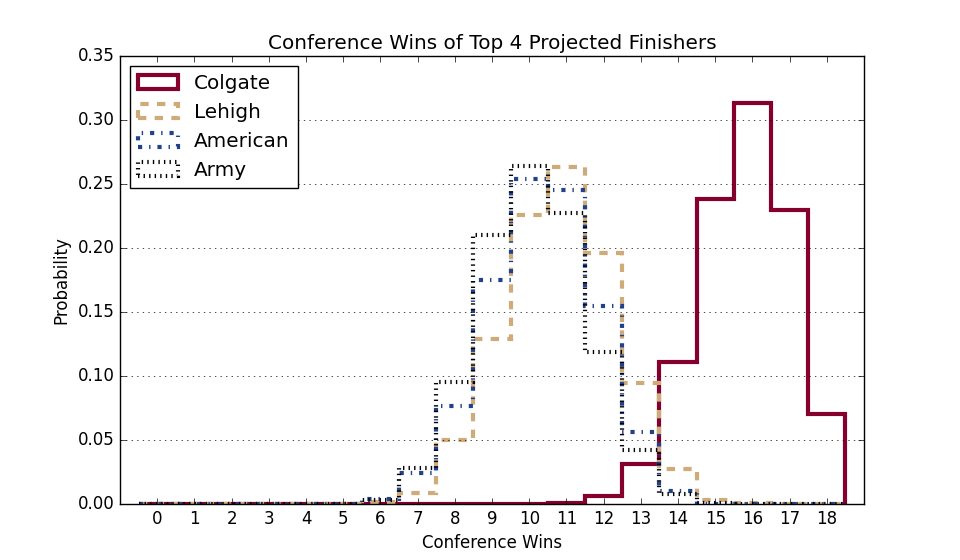 Conference Wins of Top 4 Projected Finishers
0.35
0.30
0.25
0.20
0.15
0.10
0.05
0.00
Probability
Colgate
Lehigh
American
Army
0 1 2 3 4 5 6 7 8 9 10 11 12 13 14 15 16 17 18
Conference Wins